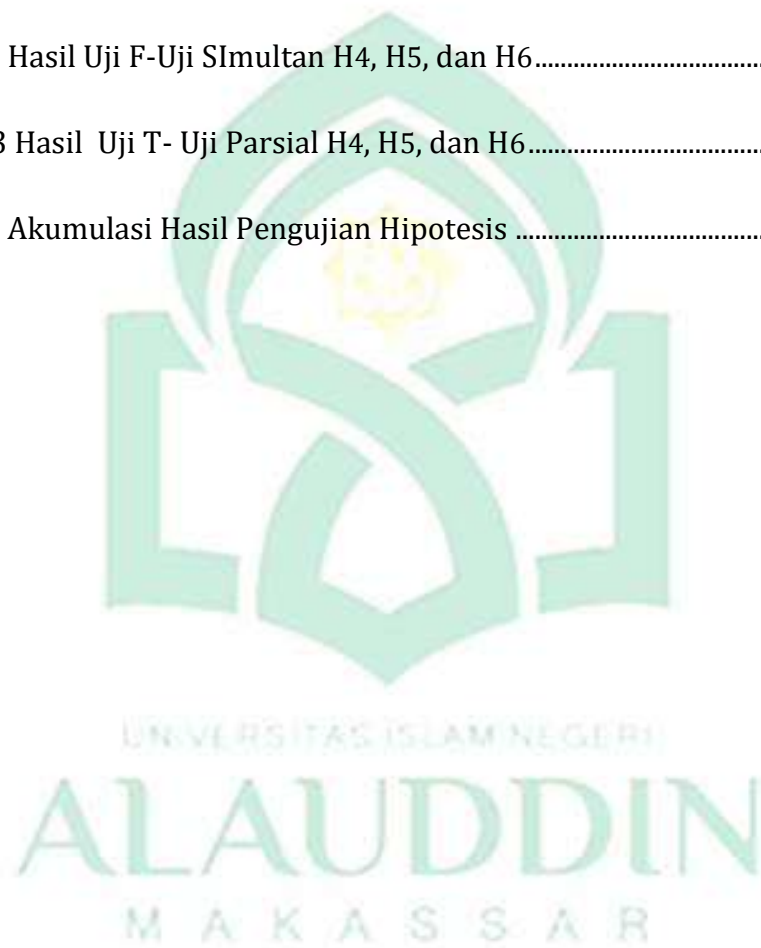 Hasil Uji F-Uji SImultan H4, H5, dan H6......................................
3 Hasil Uji T- Uji Parsial H4, H5, dan H6......................................
Akumulasi Hasil Pengujian Hipotesis ......................................
UNIVERSITAS ISLAM NEGERI
ALAUDDIN
MAKASSAR